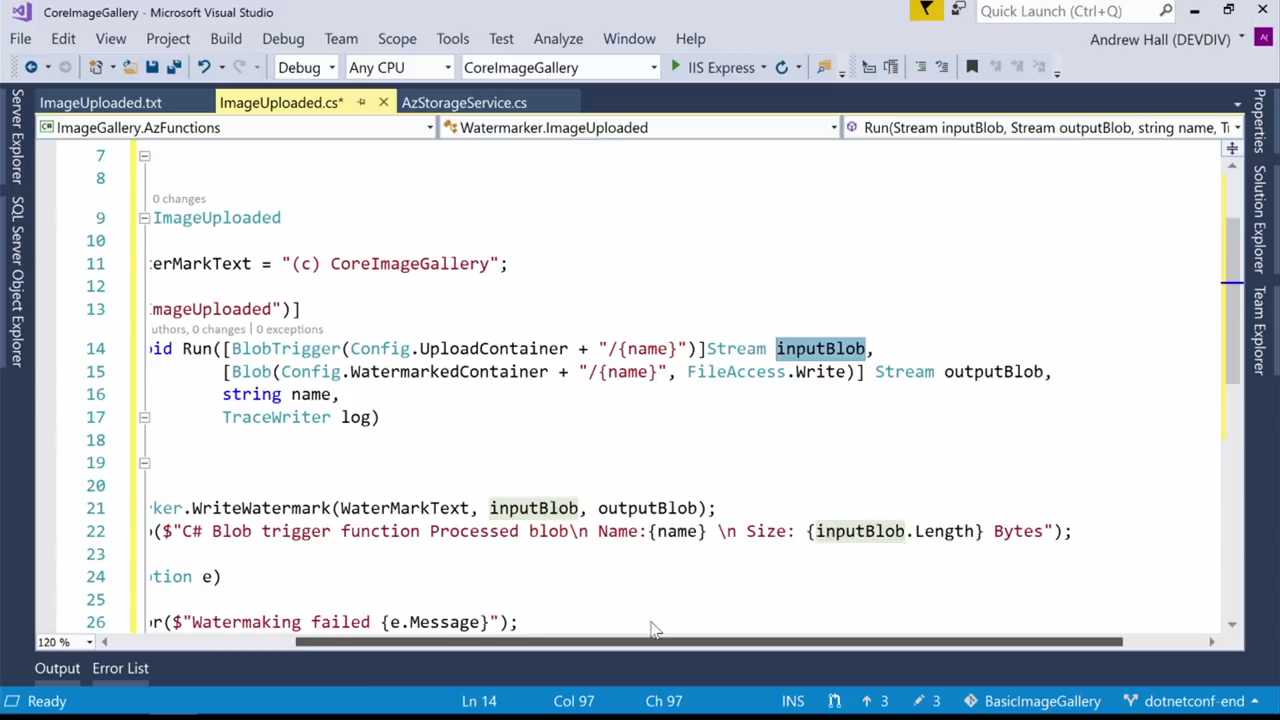 CoreImageGallery - Microsoft Visual Studio
Quick Launch (Ctrl+Q)
File Edit View Project Build Debug Team Scope Tools Test Analyze Window Help
Andrew Hall (DEVDIV)
Debug Any CPU CoreImageGallery IIS Express
ImageUploaded.txt ImageUploaded.cs* AzStorageService.cs
ImageGallery.AzFunctions Watermarker.ImageUploaded Run(Stream inputBlob, Stream outputBlob, string name, Tr
Server Explorer
SQL Server Object Explorer
7
8
0 changes
9 ImageUploaded
10
11 terMarkText = "(c) CoreImageGallery";
12
13 ImageUploaded")]
uthors, 0 changes | 0 exceptions
14 oid Run([BlobTrigger(Config.UploadContainer + "/{name}")]Stream inputBlob,
15 [Blob(Config.WatermarkedContainer + "/{name}", FileAccess.Write)] Stream outputBlob,
16 string name,
17 TraceWriter log)
18
19
20
21 ker.WriteWatermark(WaterMarkText, inputBlob, outputBlob);
22 o($"C# Blob trigger function Processed blob\n Name:{name} \n Size: {inputBlob.Length} Bytes");
23
24 ption e)
25
26 or($"Watermaking failed {e.Message}");
120 %
Properties
Solution Explorer
Team Explorer
Output Error List
Ready Ln 14 Col 97 Ch 97 INS 3 3 BasicImageGallery dotnetconf-end